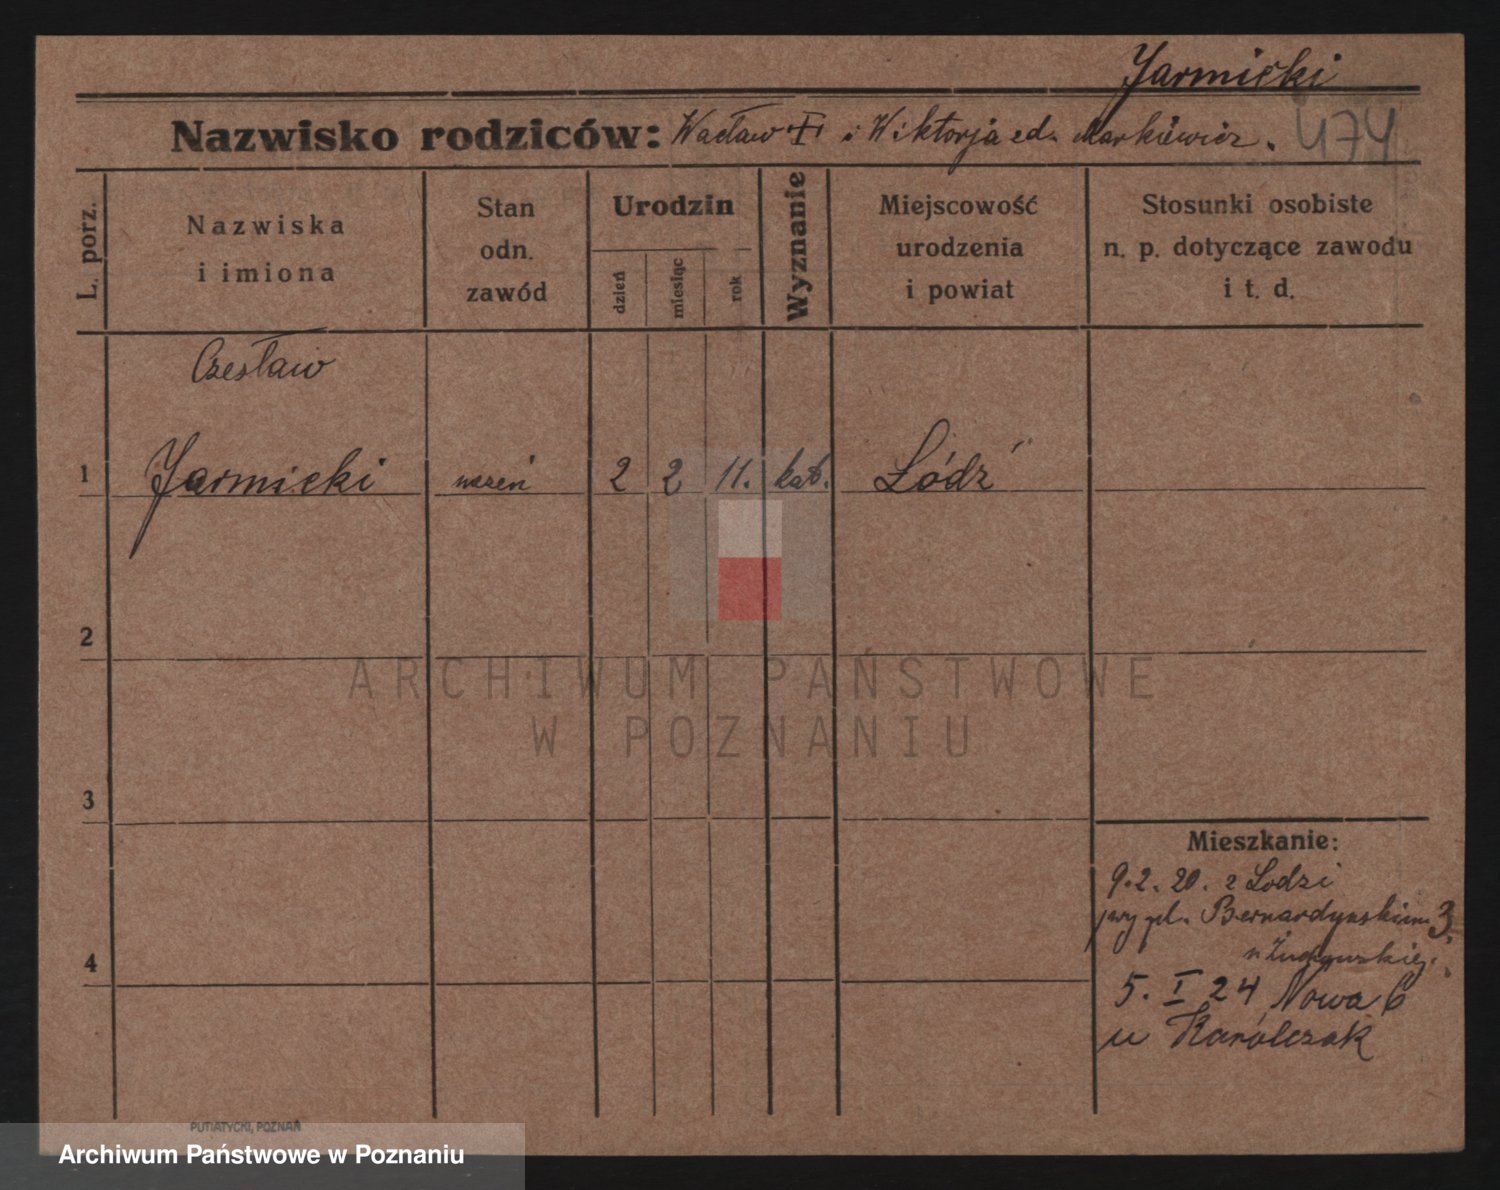 Jarmicki
Nazwisko rodziców: Wacław i Wiktorja Markiewicz. 474
L. porz.
Nazwiska
i imiona
Stan
odn.
zawód
Urodzin
dzień
miesiąc
rok
Wyznanie
Miejscowość
urodzenia
i powiat
Stosunki osobiste
n. p. dotyczące zawodu
i t. d.
Czesław
1 Jarmicki uczeń 2 2 11. kat. Łódź
2
ARCHIWUM PAŃSTWOWE
W POZNANIU
3
Mieszkanie:
9.2.20. z Lodzi
pl. Bernardyńskim 3
4
5. I 24 Nowa 6
u Karólczak
PUTIATYCKI, POZNAŃ
Archiwum Państwowe w Poznaniu